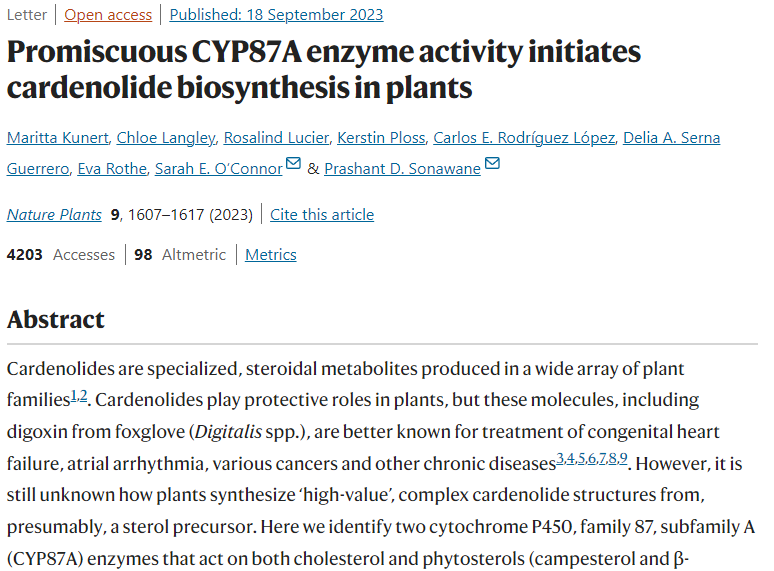 Letter | Open access | Published: 18 September 2023
Promiscuous CYP87A enzyme activity initiates
cardenolide biosynthesis in plants
Maritta Kunert, Chloe Langley, Rosalind Lucier, Kerstin Ploss, Carlos E. Rodríguez López, Delia A. Serna
Guerrero, Eva Rothe, Sarah E. O’Connor & Prashant D. Sonawane
Nature Plants 9, 1607–1617 (2023) | Cite this article
4203 Accesses | 98 Altmetric | Metrics
Abstract
Cardenolides are specialized, steroidal metabolites produced in a wide array of plant
families1,2. Cardenolides play protective roles in plants, but these molecules, including
digoxin from foxglove (Digitalis spp.), are better known for treatment of congenital heart
failure, atrial arrhythmia, various cancers and other chronic diseases3,4,5,6,7,8,9. However, it is
still unknown how plants synthesize ‘high-value’, complex cardenolide structures from,
presumably, a sterol precursor. Here we identify two cytochrome P450, family 87, subfamily A
(CYP87A) enzymes that act on both cholesterol and phytosterols (campesterol and β-